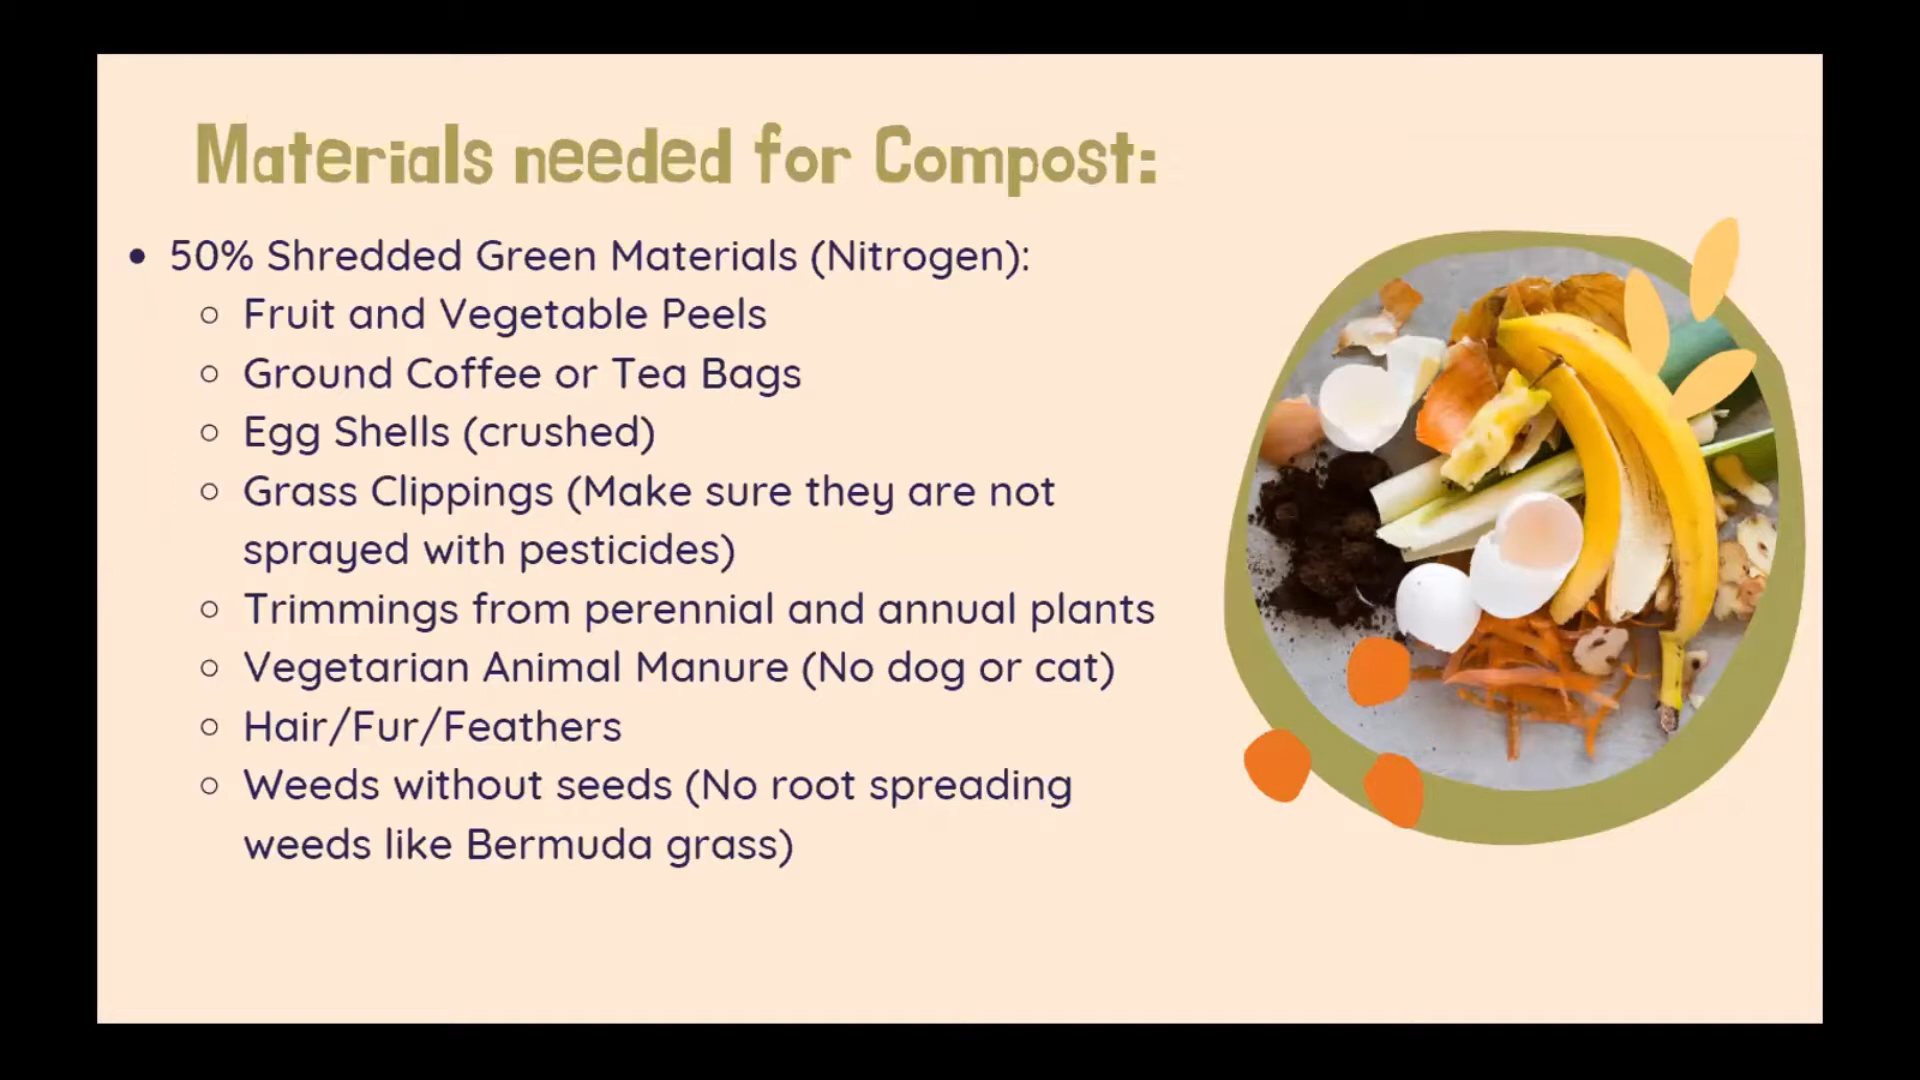 Materials needed for Compost:
• 50% Shredded Green Materials (Nitrogen):
○ Fruit and Vegetable Peels
○ Ground Coffee or Tea Bags
○ Egg Shells (crushed)
○ Grass Clippings (Make sure they are not
sprayed with pesticides)
○ Trimmings from perennial and annual plants
○ Vegetarian Animal Manure (No dog or cat)
○ Hair/Fur/Feathers
○ Weeds without seeds (No root spreading
weeds like Bermuda grass)